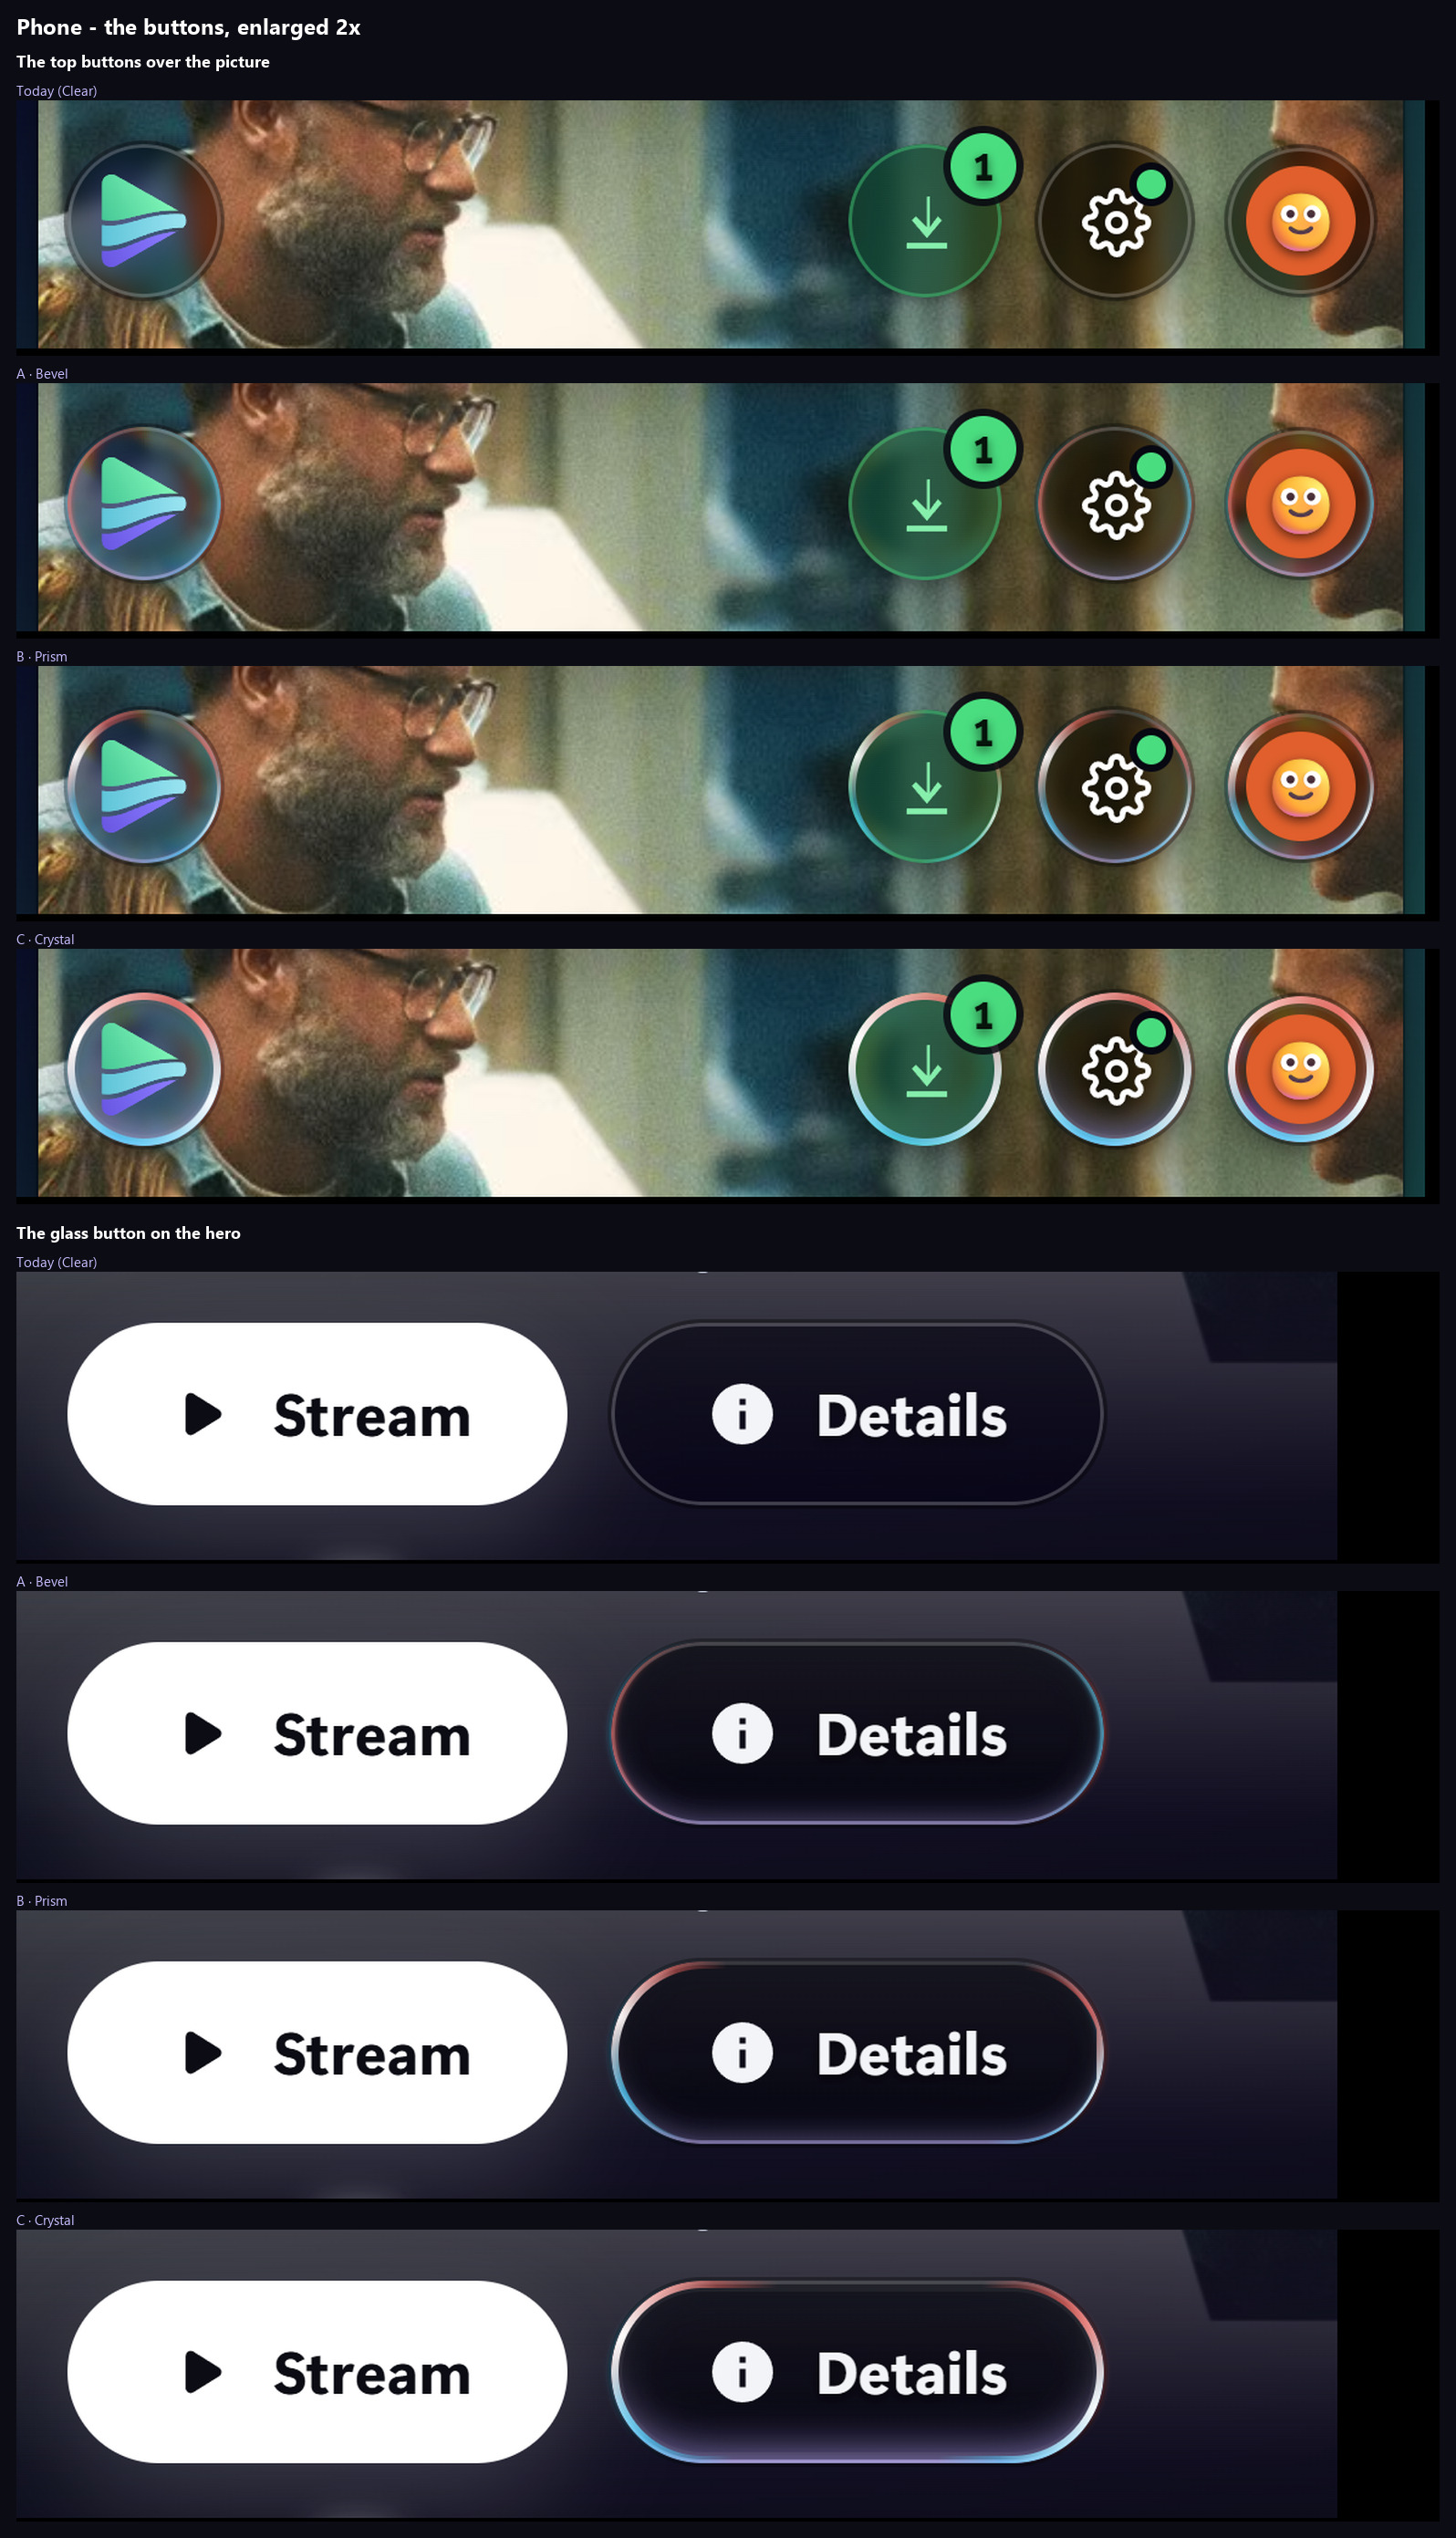 Phone - the buttons, enlarged 2x
The top buttons over the picture
Today (Clear)
1
A · Bevel
1
B · Prism
1
C · Crystal
1
The glass button on the hero
Today (Clear)
Stream i Details
A · Bevel
Stream i Details
B · Prism
Stream i Details
C · Crystal
Stream i Details